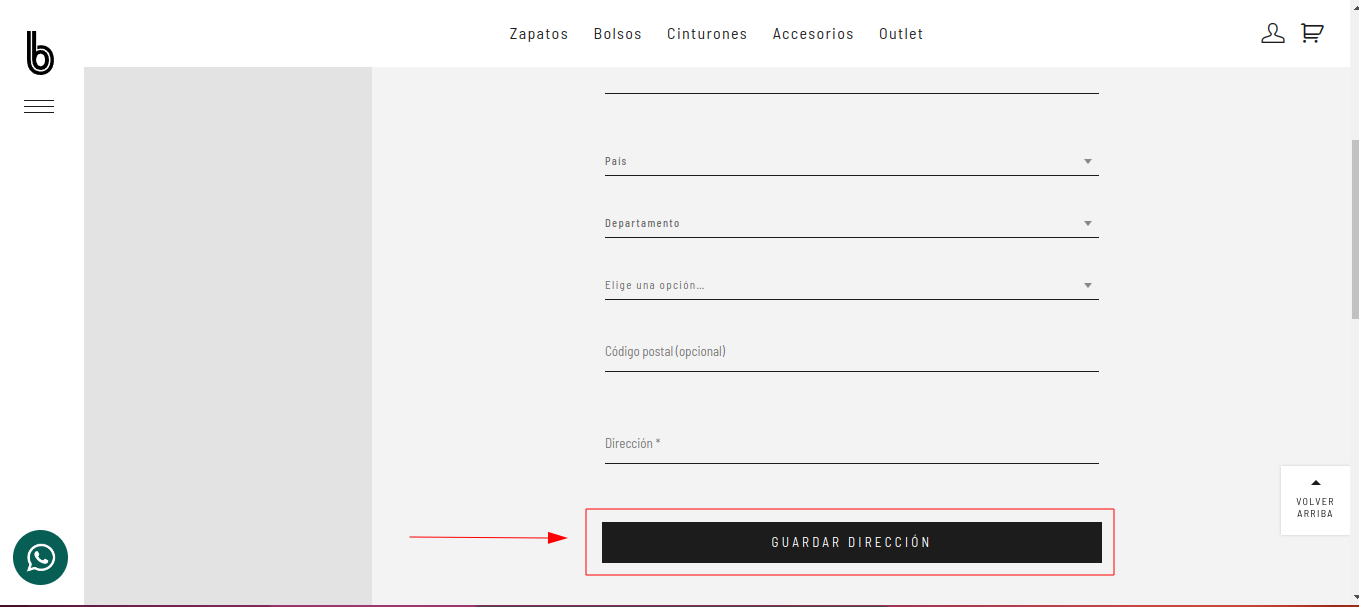 b
Zapatos Bolsos Cinturones Accesorios Outlet
País
Departamento
Elige una opción...
Código postal (opcional)
Dirección *
VOLVER
ARRIBA
GUARDAR DIRECCIÓN